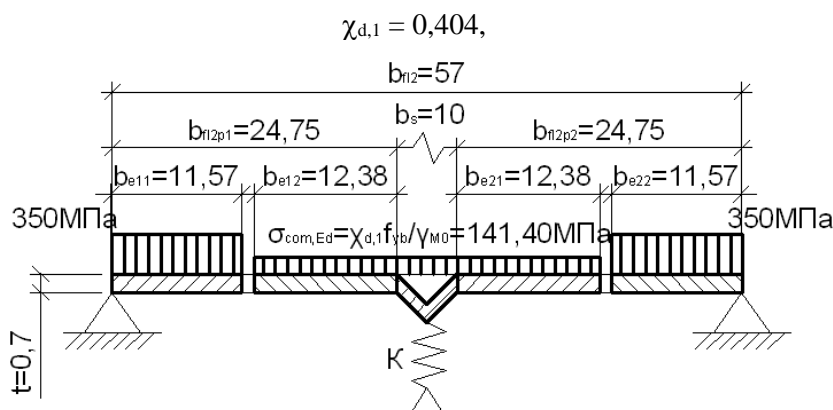 χd,1 = 0,404,
bfl2=57
bs=10
bfl2p1=24,75
bfl2p2=24,75
be11=11,57
be12=12,38
be21=12,38
be22=11,57
350МПа
350МПа
σcom,Ed=χd,1fyb/γM0=141,40МПа
t=0,7
К